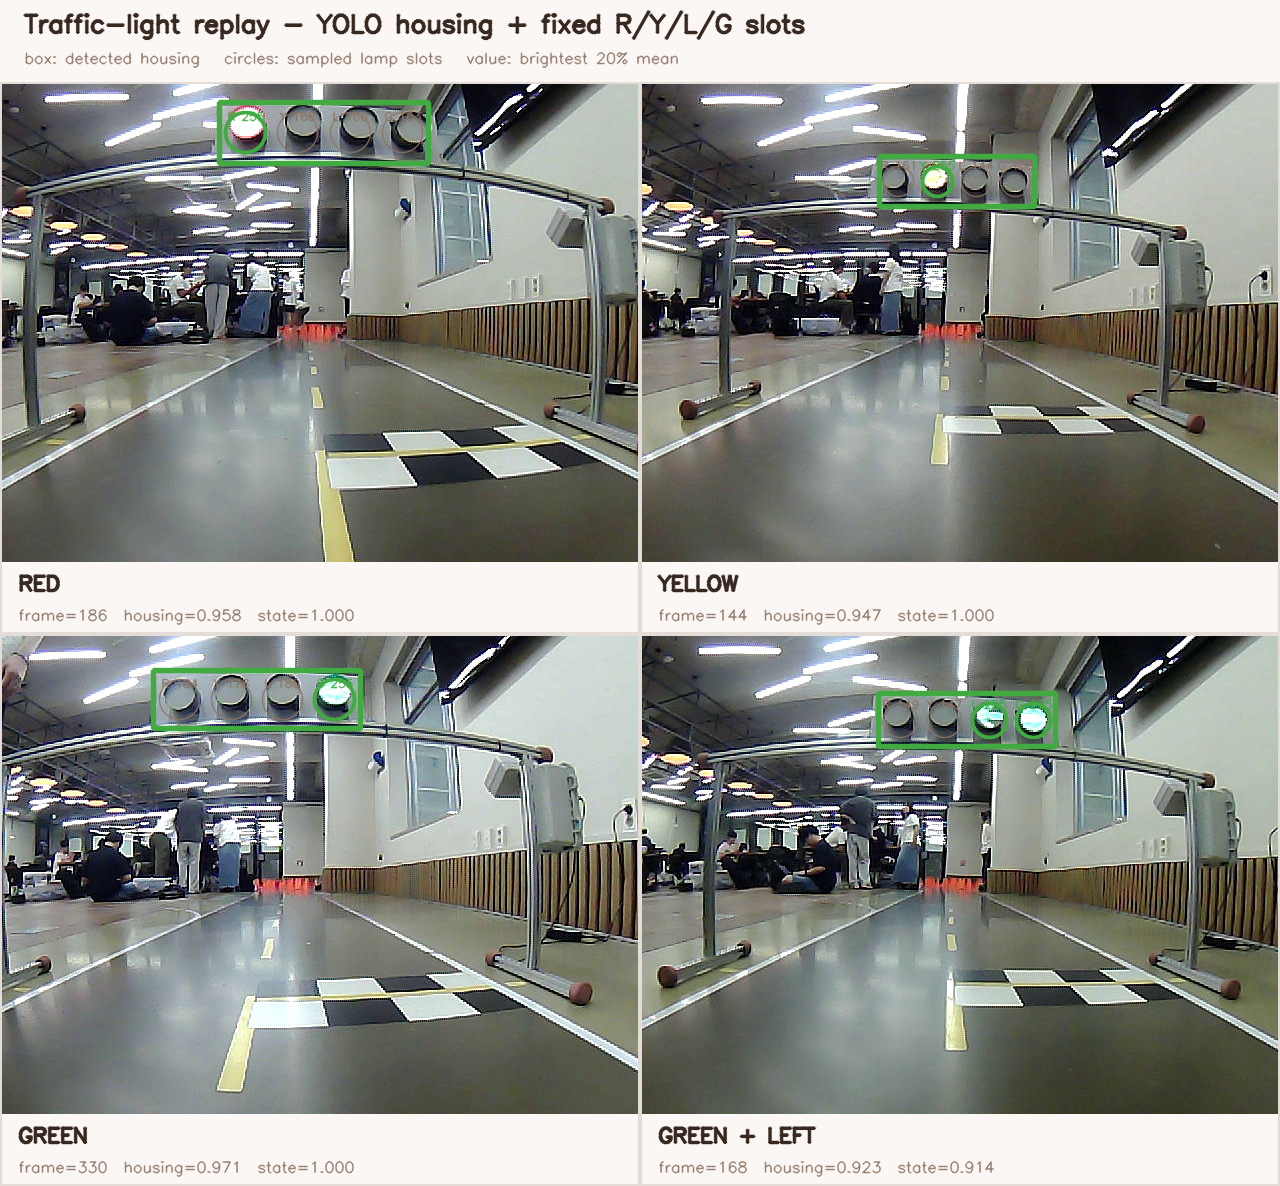 Traffic-light replay - YOLO housing + fixed R/Y/L/G slots
box: detected housing circles: sampled lamp slots value: brightest 20% mean
RED
frame=186 housing=0.958 state=1.000
YELLOW
frame=144 housing=0.947 state=1.000
GREEN
frame=330 housing=0.971 state=1.000
GREEN + LEFT
frame=168 housing=0.923 state=0.914